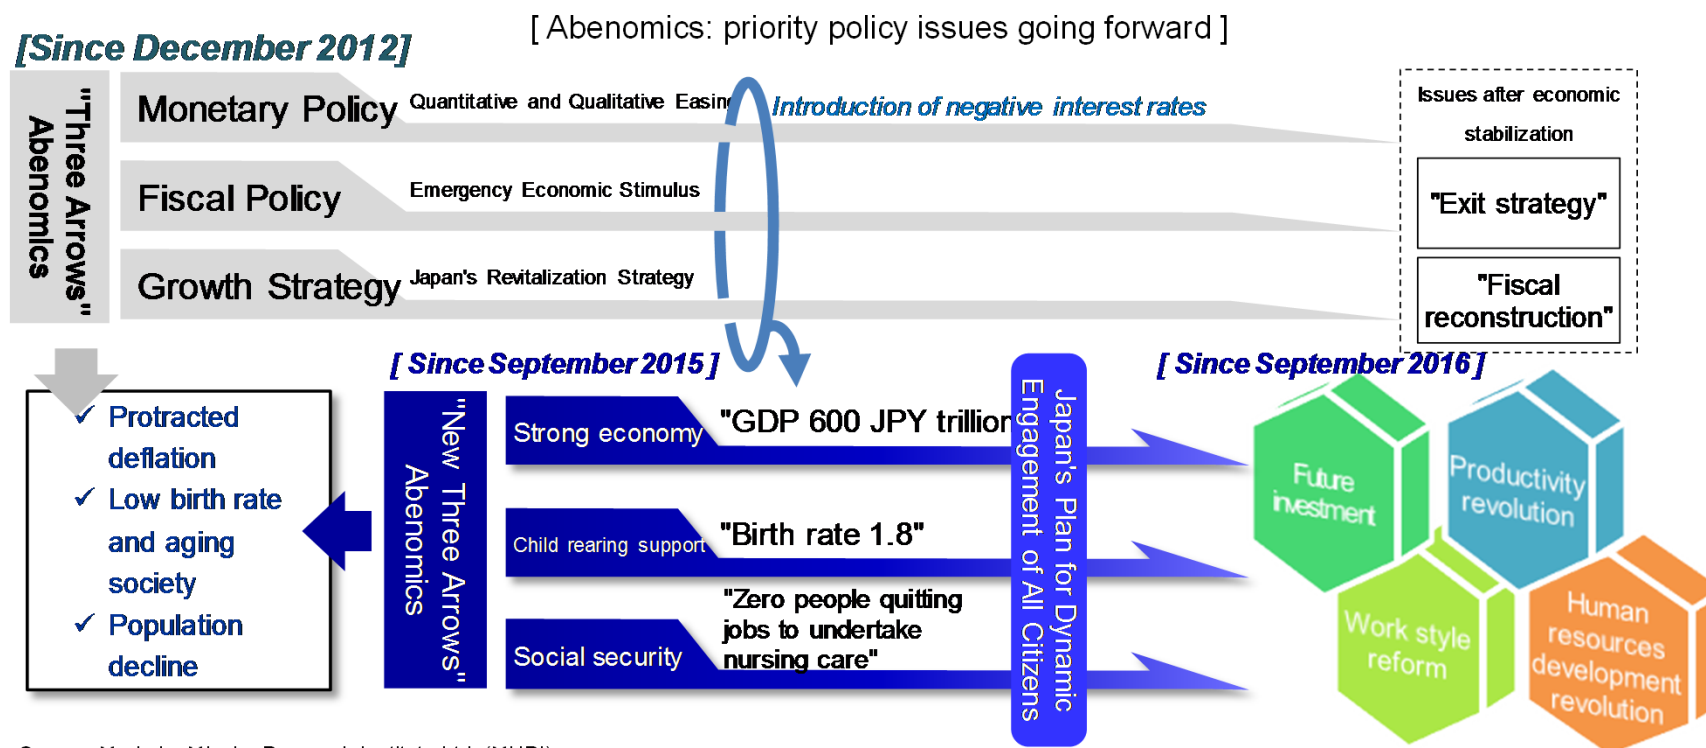 [ Abenomics: priority policy issues going forward ]
[Since December 2012]
"Three Arrows"
Abenomics
Monetary Policy
Quantitative and Qualitative Easing
Introduction of negative interest rates
Fiscal Policy
Emergency Economic Stimulus
Growth Strategy
Japan's Revitalization Strategy
Issues after economic
stabilization
"Exit strategy"
"Fiscal
reconstruction"
[ Since September 2015 ]
[ Since September 2016]
✓ Protracted
deflation
✓ Low birth rate
and aging
society
✓ Population
decline
"New Three Arrows"
Abenomics
Strong economy
"GDP 600 JPY trillion
Child rearing support
"Birth rate 1.8"
Social security
"Zero people quitting
jobs to undertake
nursing care"
Japan's Plan for Dynamic
Engagement of All Citizens
Future
investment
Productivity
revolution
Work style
reform
Human
resources
development
revolution